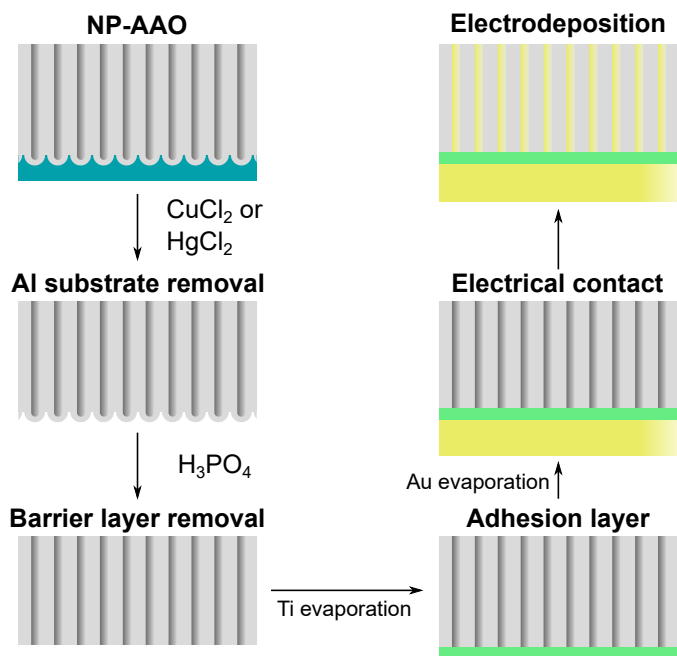 NP-AAO
CuCl₂ or
HgCl₂
Al substrate removal
H₃PO₄
Barrier layer removal
Ti evaporation
Adhesion layer
Au evaporation
Electrical contact
Electrodeposition